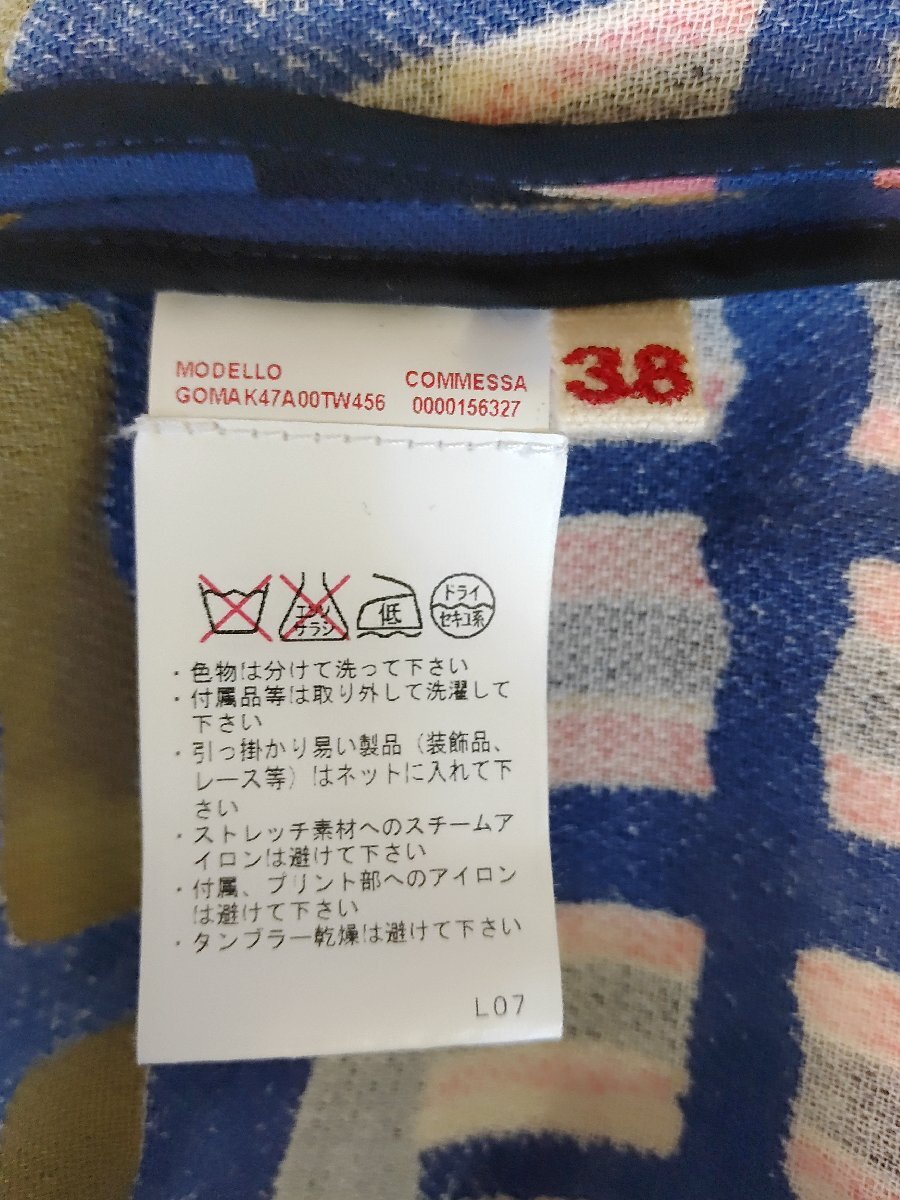 MODELLO
GOMAK47A00TW456
COMMESSA
0000156327
38
エンソ
サラシ
低
ドライ
セキユ系
・色物は分けて洗って下さい
・付属品等は取り外して洗濯して
下さい
・引っ掛かり易い製品（装飾品、
レース等）はネットに入れて下
さい
・ストレッチ素材へのスチームア
イロンは避けて下さい
・付属、プリント部へのアイロン
は避けて下さい
・タンブラー乾燥は避けて下さい
L07